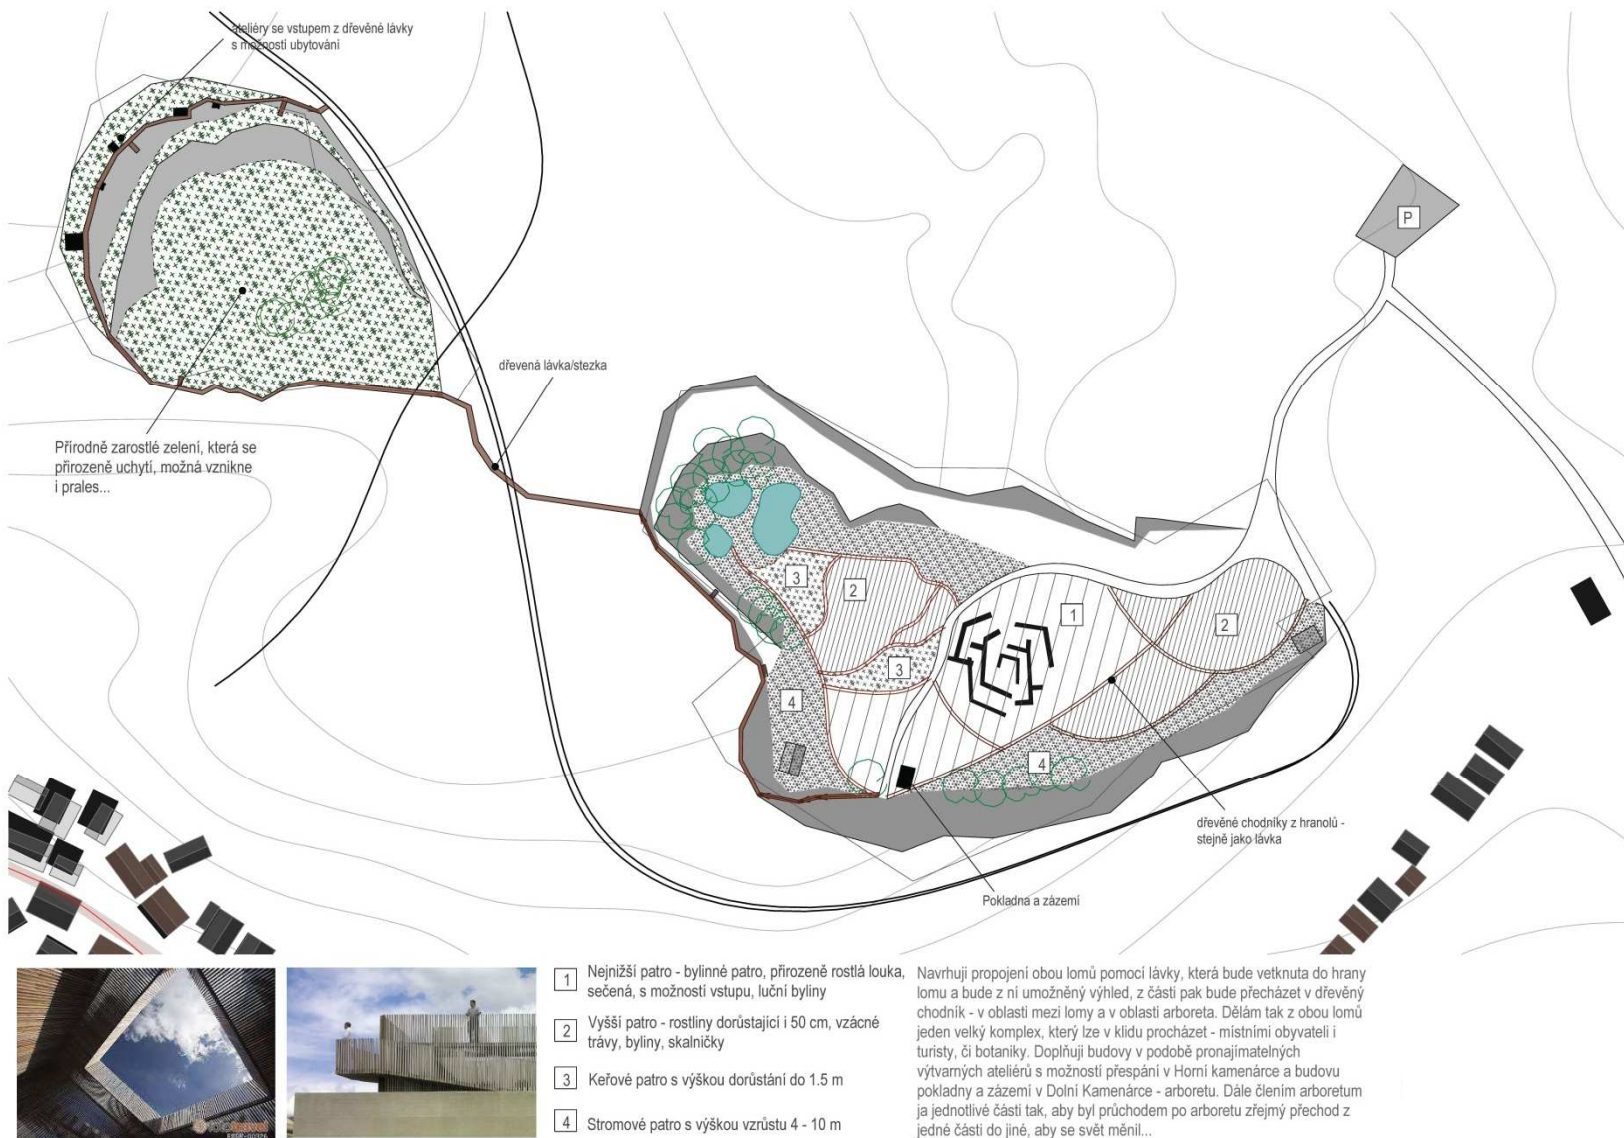 ateliéry se vstupem z dřevěné lávky
s možností ubytování
P
dřevená lávka/stezka
Přírodně zarostlé zelení, která se
přirozeně uchytí, možná vznikne
i prales...
3
2
1
2
3
4
4
dřevěné chodníky z hranolů -
stejně jako lávka
Pokladna a zázemí
1 Nejnižší patro - bylinné patro, přirozeně rostlá louka,
sečená, s možností vstupu, luční byliny
2 Vyšší patro - rostliny dorůstající i 50 cm, vzácné
trávy, byliny, skalničky
3 Keřové patro s výškou dorůstání do 1.5 m
4 Stromové patro s výškou vzrůstu 4 - 10 m
Navrhuji propojení obou lomů pomocí lávky, která bude vetknuta do hrany
lomu a bude z ní umožněný výhled, z části pak bude přecházet v dřevěný
chodník - v oblasti mezi lomy a v oblasti arboreta. Dělám tak z obou lomů
jeden velký komplex, který lze v klidu procházet - místními obyvateli i
turisty, či botaniky. Doplňuji budovy v podobě pronajímatelných
výtvarných ateliérů s možností přespání v Horní kamenárce a budovu
pokladny a zázemí v Dolní Kamenárce - arboretu. Dále člením arboretum
ja jednotlivé části tak, aby byl průchodem po arboretu zřejmý přechod z
jedné části do jiné, aby se svět měnil...